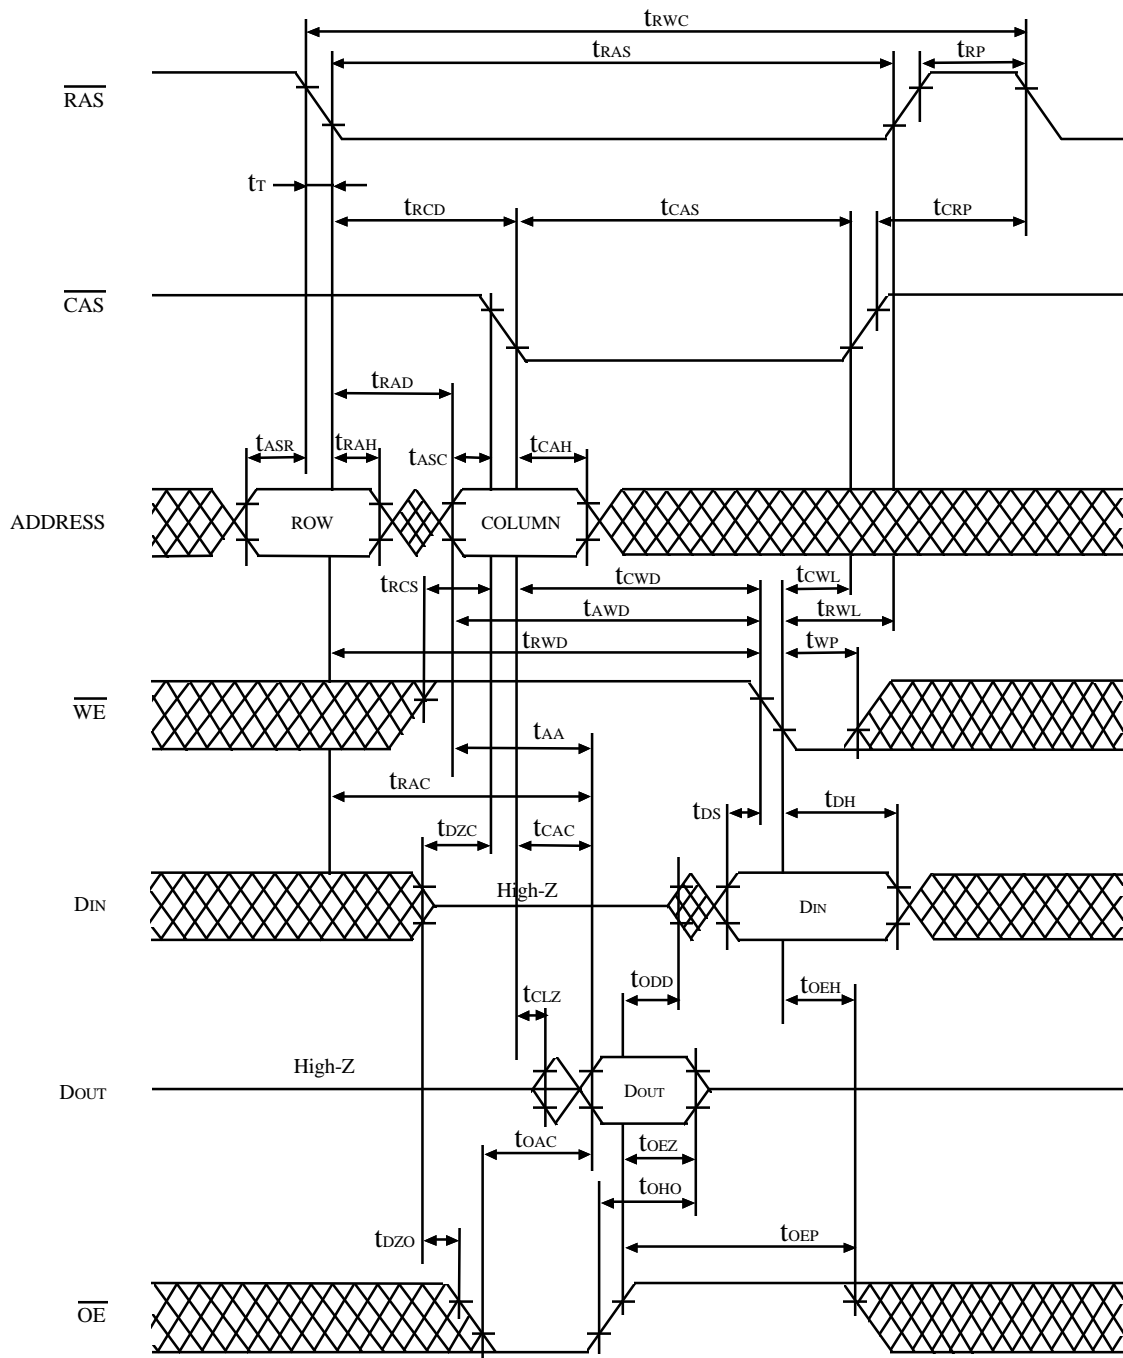 tRWC
tRAS
tRP
RAS
tT
tRCD
tCAS
tCRP
CAS
tRAD
tASR
tRAH
tASC
tCAH
ADDRESS
ROW
COLUMN
tRCS
tCWD
tCWL
tAWD
tRWL
tRWD
tWP
WE
tAA
tRAC
tDS
tDH
tDZC
tCAC
DIN
High-Z
DIN
tODD
tOEH
tCLZ
High-Z
DOUT
DOUT
tOAC
tOEZ
tOHO
tDZO
tOEP
OE